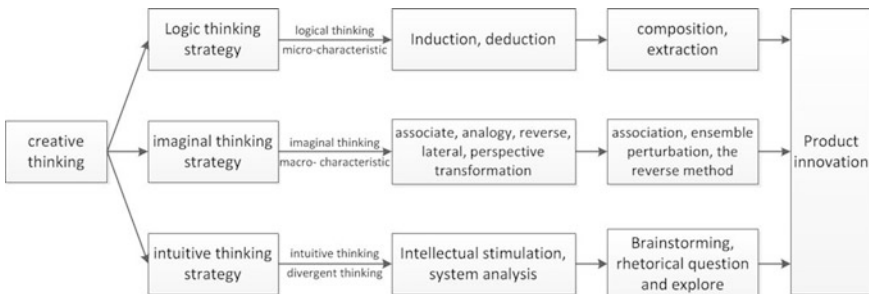 creative
thinking
Logic thinking
strategy
logical thinking
micro-characteristic
Induction, deduction
composition,
extraction
imaginal thinking
strategy
imaginal thinking
macro- characteristic
associate, analogy, reverse,
lateral, perspective
transformation
association, ensemble
perturbation, the
reverse method
intuitive thinking
strategy
intuitive thinking
divergent thinking
Intellectual stimulation,
system analysis
Brainstorming,
rhetorical question
and explore
Product
innovation